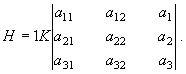 H = 1K | a₁₁ a₁₂ a₁ |
| a₂₁ a₂₂ a₂ |
| a₃₁ a₃₂ a₃ | .